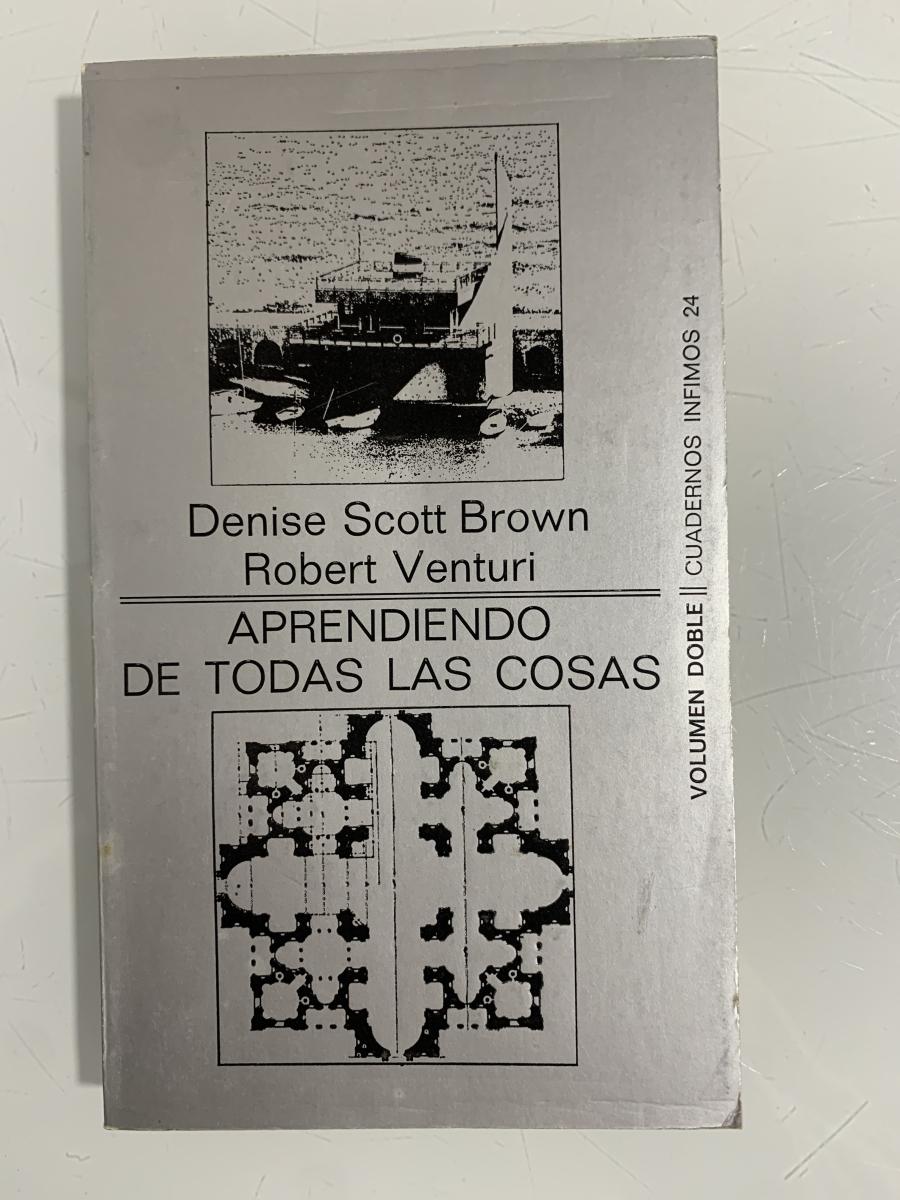 Denise Scott Brown
Robert Venturi
APRENDIENDO
DE TODAS LAS COSAS
VOLUMEN DOBLE || CUADERNOS INFIMOS 24